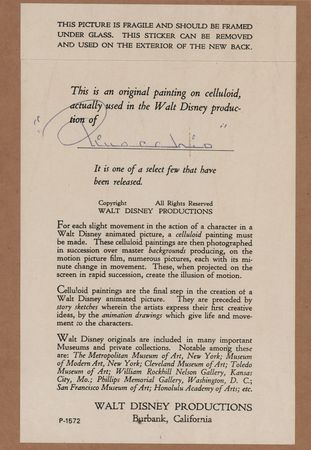 THIS PICTURE IS FRAGILE AND SHOULD BE FRAMED
UNDER GLASS. THIS STICKER CAN BE REMOVED
AND USED ON THE EXTERIOR OF THE NEW BACK.
This is an original painting on celluloid,
actually used in the Walt Disney produc-
tion of
"Pinocchio"
It is one of a select few that have
been released.
Copyright All Rights Reserved
WALT DISNEY PRODUCTIONS
For each slight movement in the action of a character in a
Walt Disney animated picture, a celluloid painting must
be made. These celluloid paintings are then photographed
in succession over master backgrounds producing, on the
motion picture film, numerous pictures, each with its mi-
nute change in movement. These, when projected on the
screen in rapid succession, create the illusion of motion.
Celluloid paintings are the final step in the creation of a
Walt Disney animated picture. They are preceded by
story sketches wherein the artists express their first creative
ideas, by the animation drawings which give life and move-
ment to the characters.
Walt Disney originals are included in many important
Museums and private collections. Notable among these
are: The Metropolitan Museum of Art, New York; Museum
of Modern Art, New York; Cleveland Museum of Art; Toledo
Museum of Art; William Rockhill Nelson Gallery, Kansas
City, Mo.; Phillips Memorial Gallery, Washington, D. C.;
San Francisco Museum of Art; Honolulu Academy of Arts; etc.
WALT DISNEY PRODUCTIONS
P-1572 Burbank, California